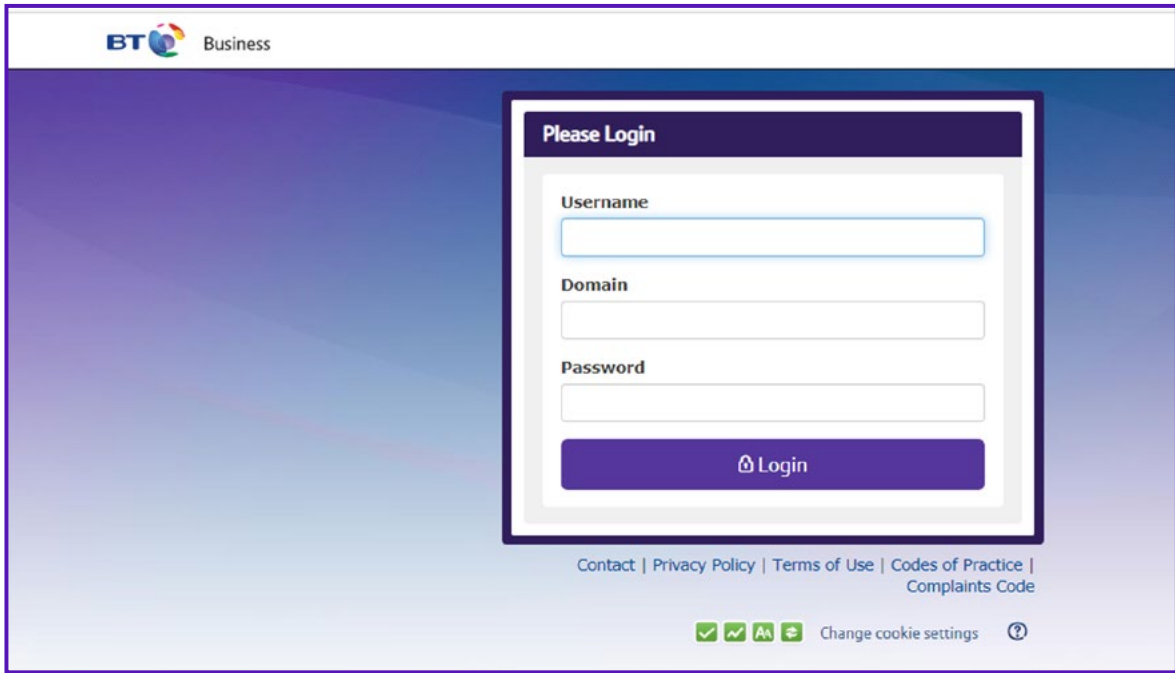 BT Business
Please Login
Username
Domain
Password
Login
Contact | Privacy Policy | Terms of Use | Codes of Practice |
Complaints Code
AA Change cookie settings ?